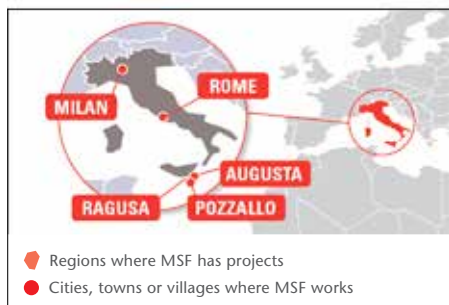 ROME
MILAN
AUGUSTA
RAGUSA
POZZALLO
Regions where MSF has projects
Cities, towns or villages where MSF works